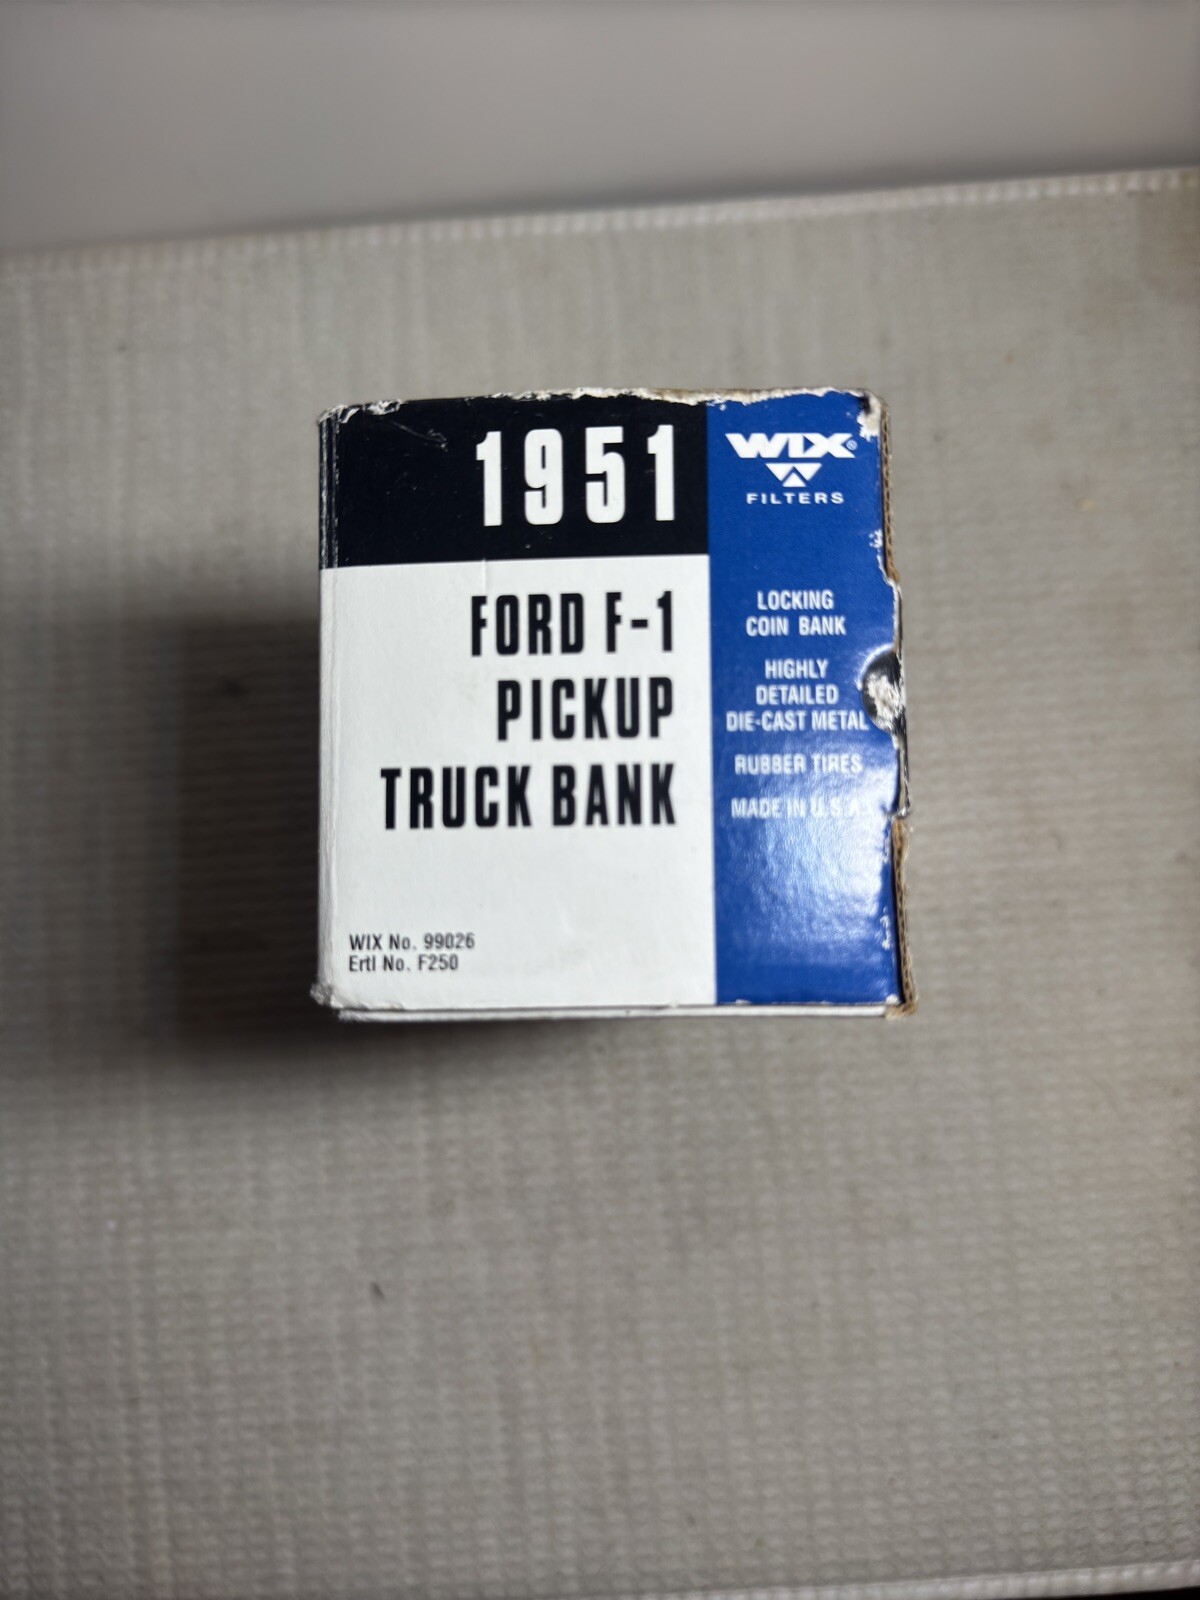 1951
FORD F-1
PICKUP
TRUCK BANK
WIX No. 99026
Ertl No. F250
WIX®
FILTERS
LOCKING
COIN BANK
HIGHLY
DETAILED
DIE-CAST METAL
RUBBER TIRES
MADE IN U.S.A.